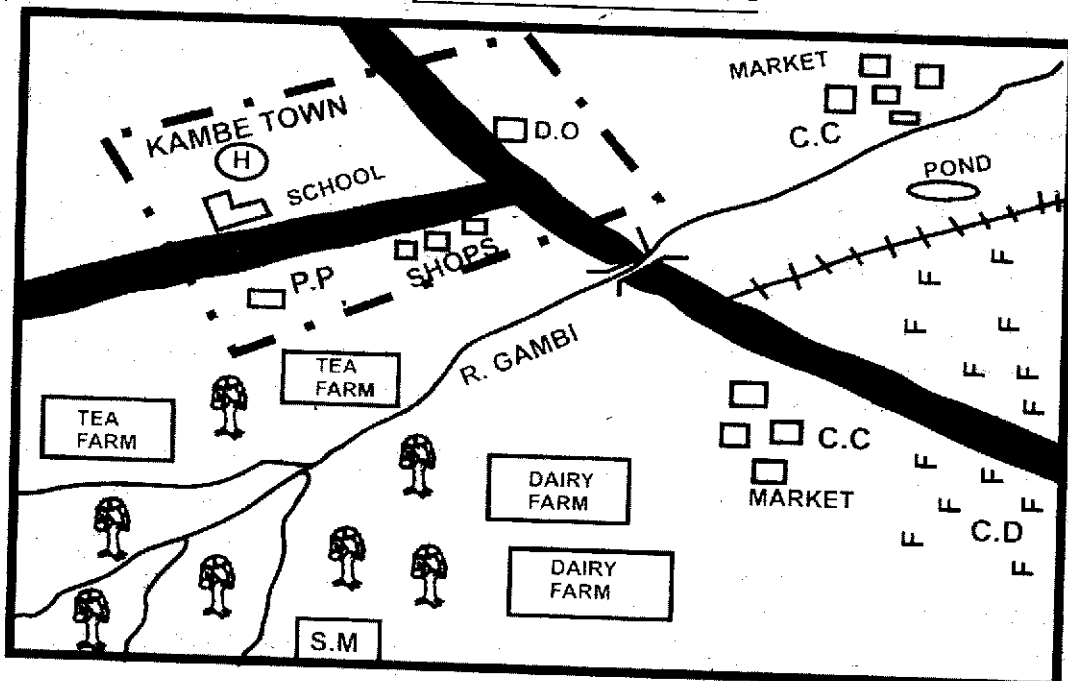 MARKET
C.C
KAMBE TOWN
H
D.O
SCHOOL
POND
P.P
SHOPS
R. GAMBI
TEA
FARM
TEA
FARM
C.C
MARKET
DAIRY
FARM
DAIRY
FARM
C.D
S.M
F
F
F
F
F
F
F
F
F
F
F
F
F